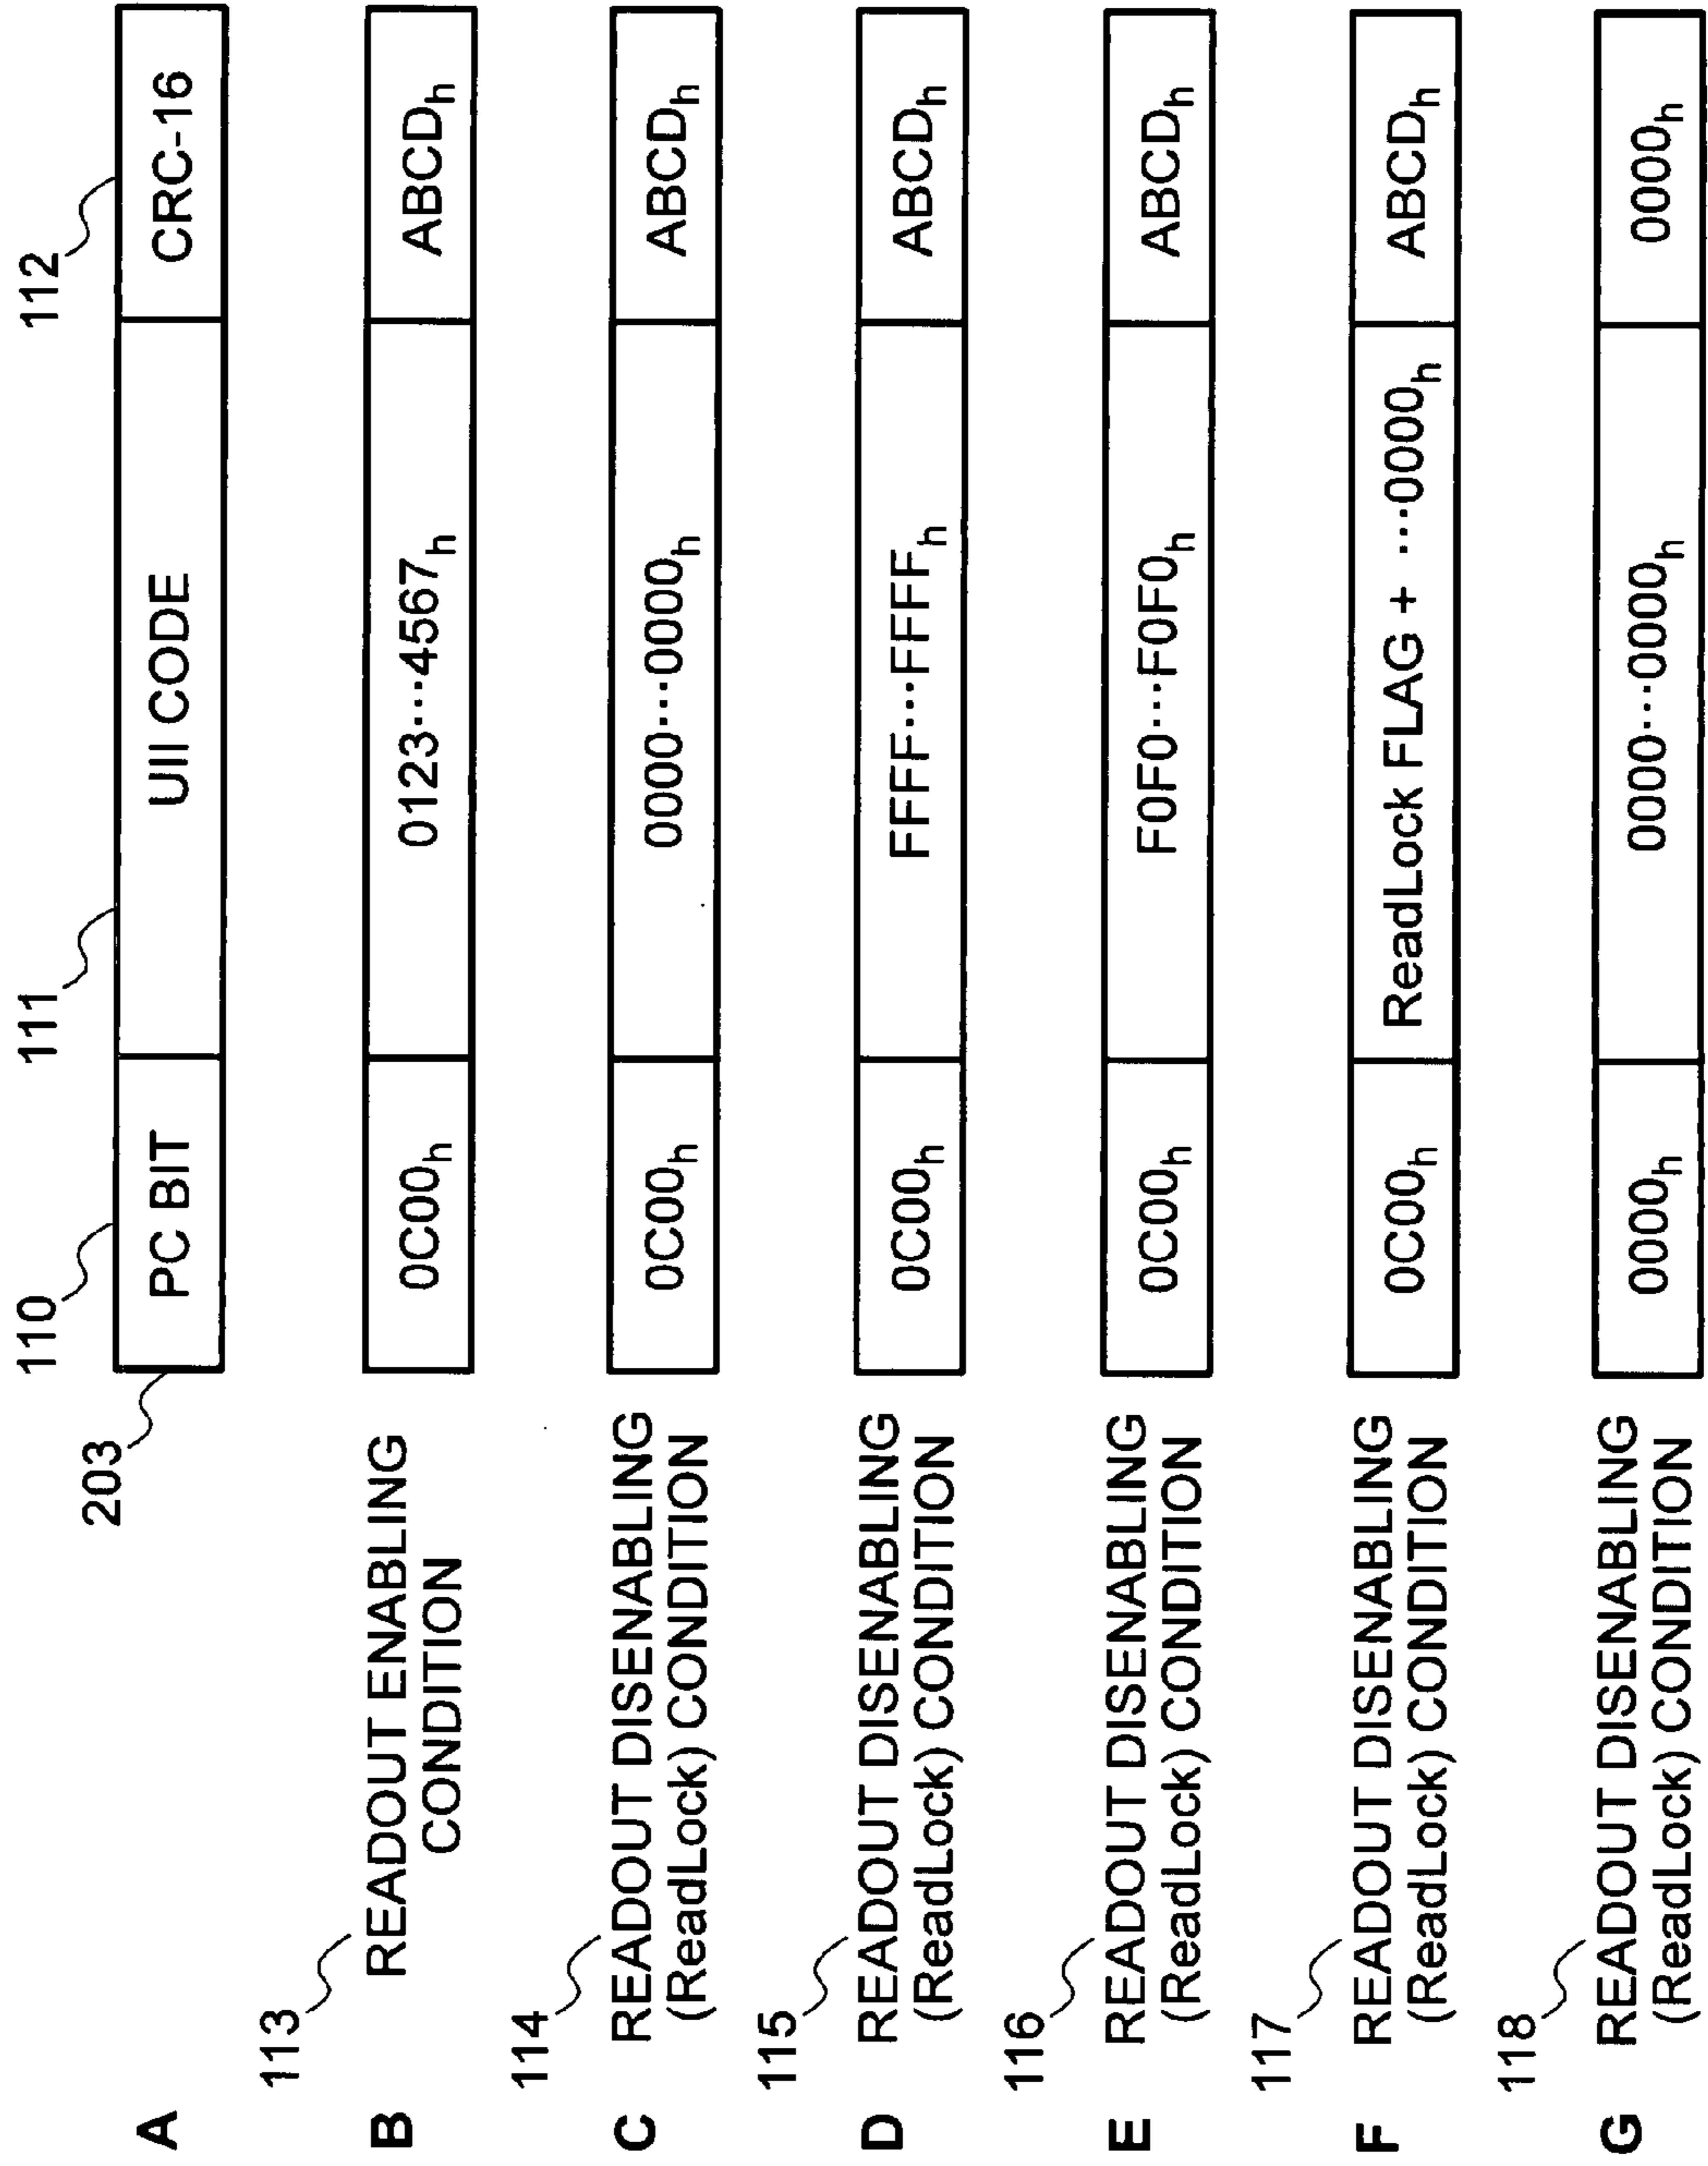 110
111
112
203
A
PC BIT
UII CODE
CRC-16
113
B
READOUT ENABLING
CONDITION
0C00h
0123···4567h
ABCDh
114
C
READOUT DISENABLING
(ReadLock) CONDITION
0C00h
0000···0000h
ABCDh
115
D
READOUT DISENABLING
(ReadLock) CONDITION
0C00h
FFFF···FFFFh
ABCDh
116
E
READOUT DISENABLING
(ReadLock) CONDITION
0C00h
F0F0···F0F0h
ABCDh
117
F
READOUT DISENABLING
(ReadLock) CONDITION
0C00h
ReadLock FLAG + ···0000h
ABCDh
118
G
READOUT DISENABLING
(ReadLock) CONDITION
0000h
0000···0000h
0000h